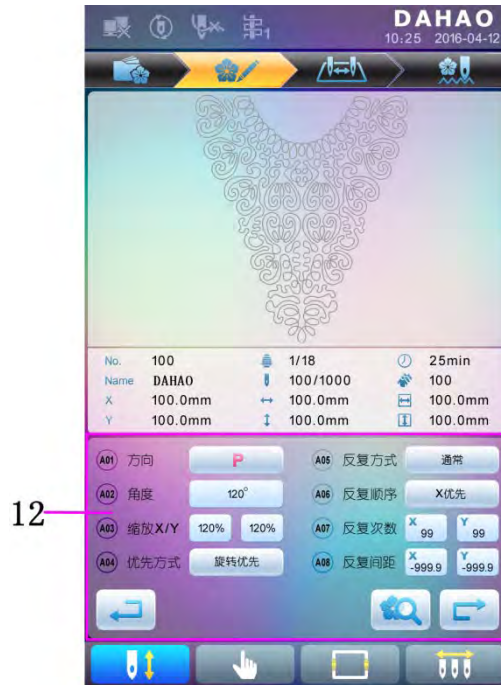 DAHAO
10:25 2016-04-12
1
No. 100 1/18 25min
Name DAHAO 100/1000 100
X 100.0mm 100.0mm 100.0mm
Y 100.0mm 100.0mm 100.0mm
A01 方向 P A05 反复方式 通常
A02 角度 120° A06 反复顺序 X优先
12
A03 缩放X/Y 120% 120% A07 反复次数 X 99 Y 99
A04 优先方式 旋转优先 A08 反复间距 X -999.9 Y -999.9